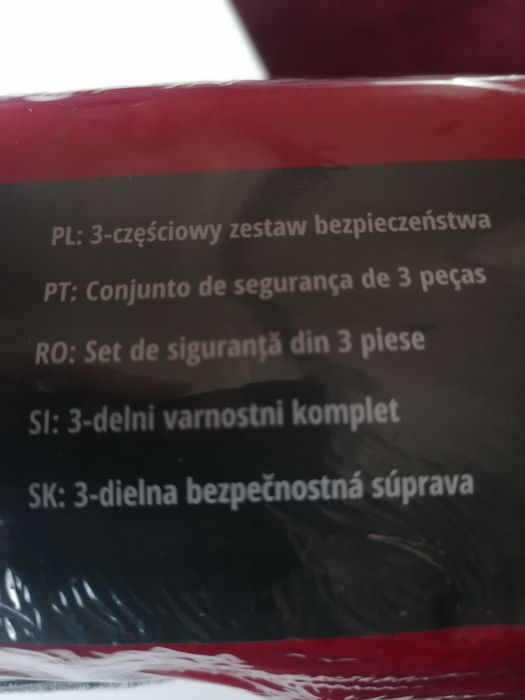 PL: 3-częściowy zestaw bezpieczeństwa
PT: Conjunto de segurança de 3 peças
RO: Set de siguranță din 3 piese
SI: 3-delni varnostni komplet
SK: 3-dielna bezpečnostná súprava